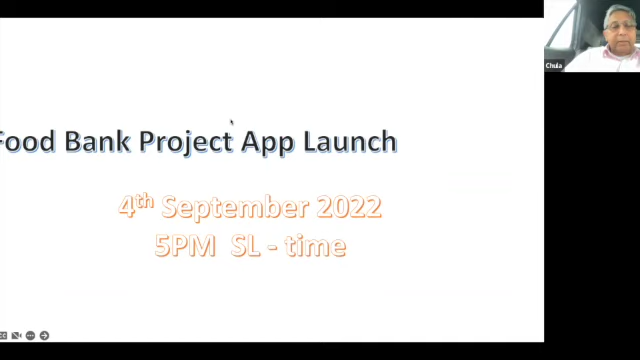 Food Bank Project App Launch
4th September 2022
5PM SL - time
Chula